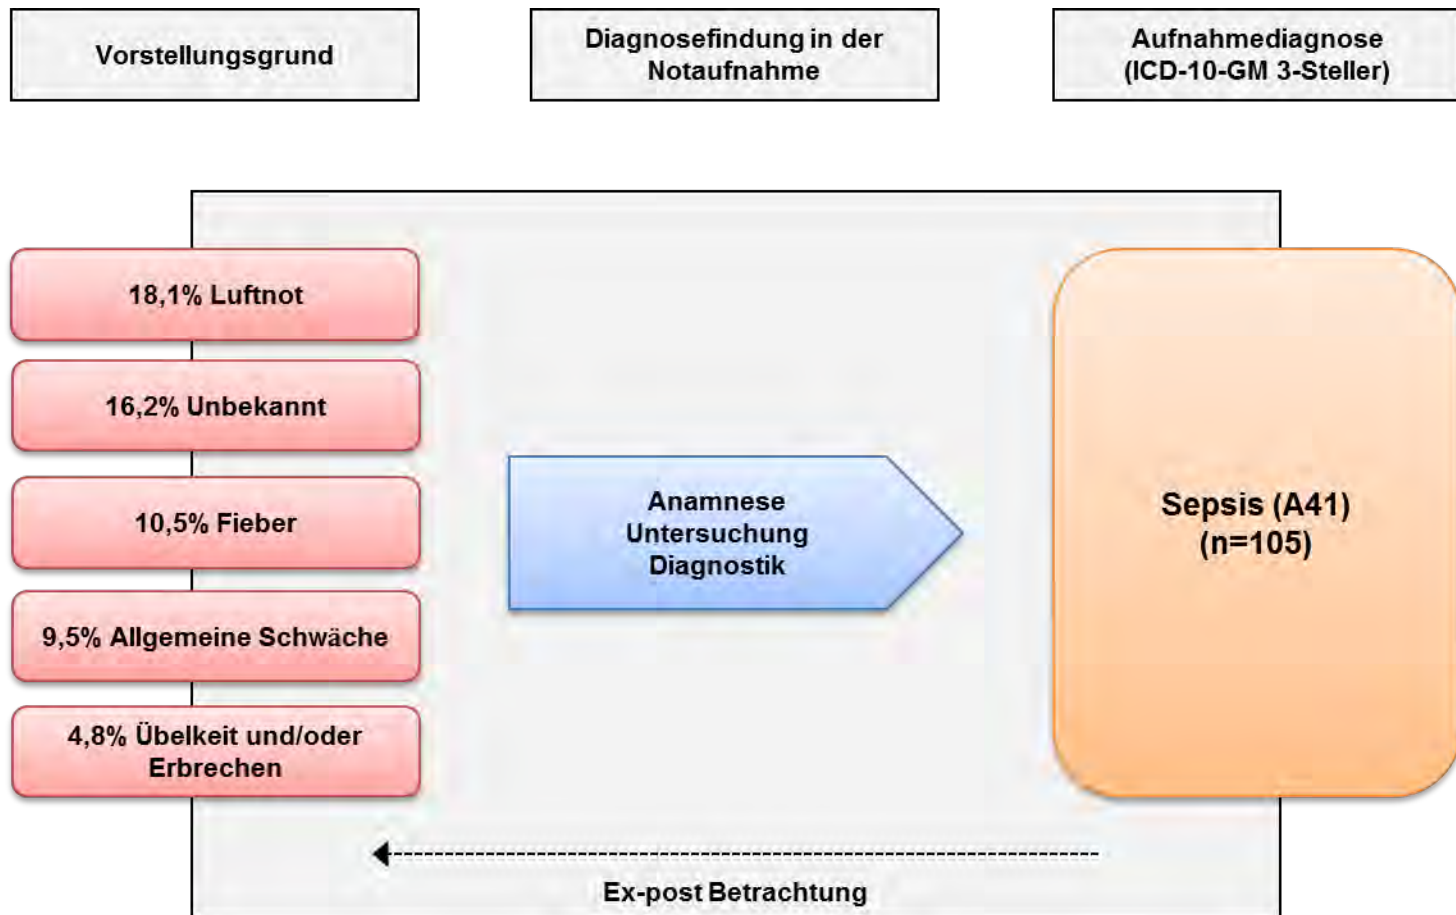 Vorstellungsgrund
Diagnosefindung in der
Notaufnahme
Aufnahmediagnose
(ICD-10-GM 3-Steller)
18,1% Luftnot
16,2% Unbekannt
10,5% Fieber
9,5% Allgemeine Schwäche
4,8% Übelkeit und/oder
Erbrechen
Anamnese
Untersuchung
Diagnostik
Sepsis (A41)
(n=105)
Ex-post Betrachtung